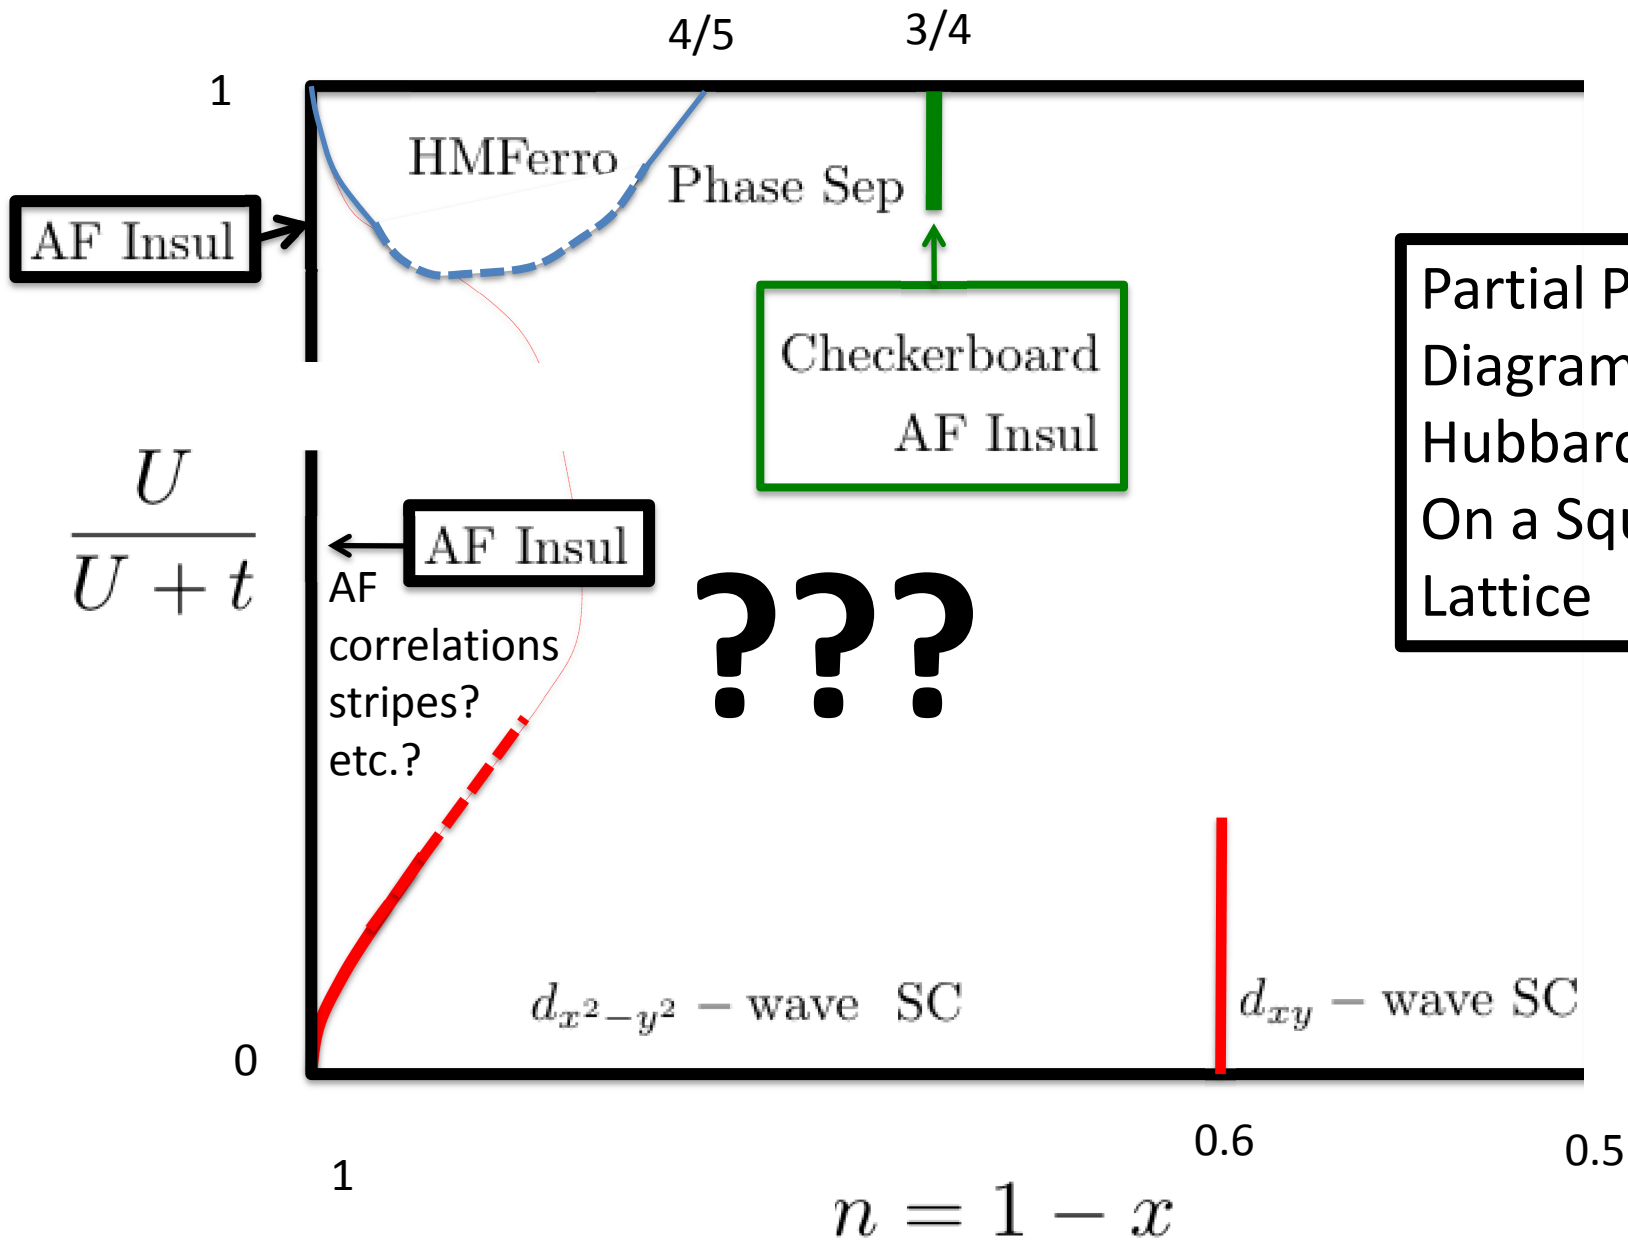 4/5
3/4
1
HMFerro
Phase Sep
AF Insul
Partial P
Diagram
Hubbard
On a Squ
Lattice
Checkerboard
AF Insul
U
U + t
AF Insul
AF
correlations
stripes?
etc.?
???
d_{x^2-y^2} – wave SC
d_{xy} – wave SC
0
1
0.6
0.5
n = 1 − x